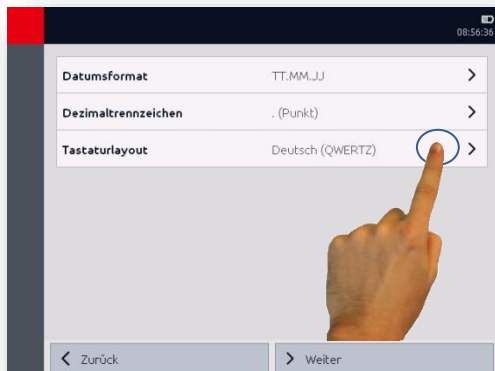 08:56:36
Datumsformat TT.MM.JJ
Dezimaltrennzeichen . (Punkt)
Tastaturlayout Deutsch (QWERTZ)
Zurück Weiter